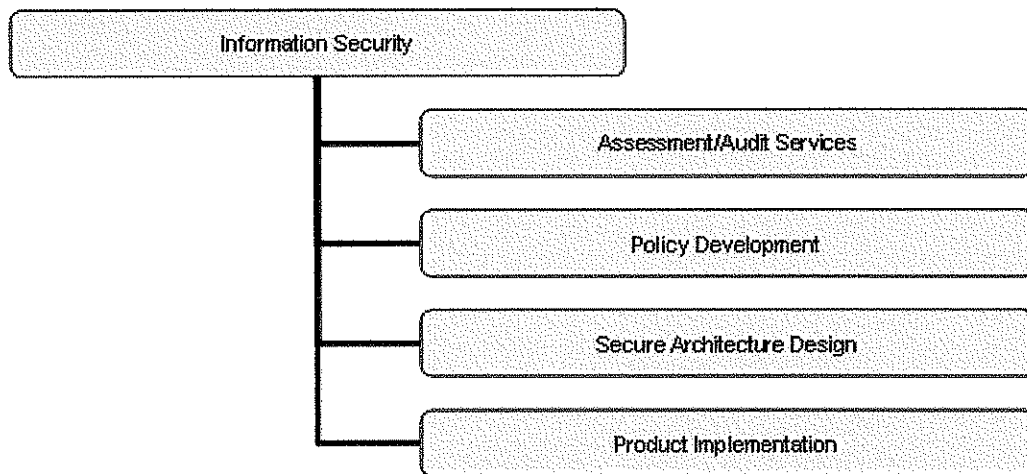 Information Security
Assessment/Audit Services
Policy Development
Secure Architecture Design
Product Implementation